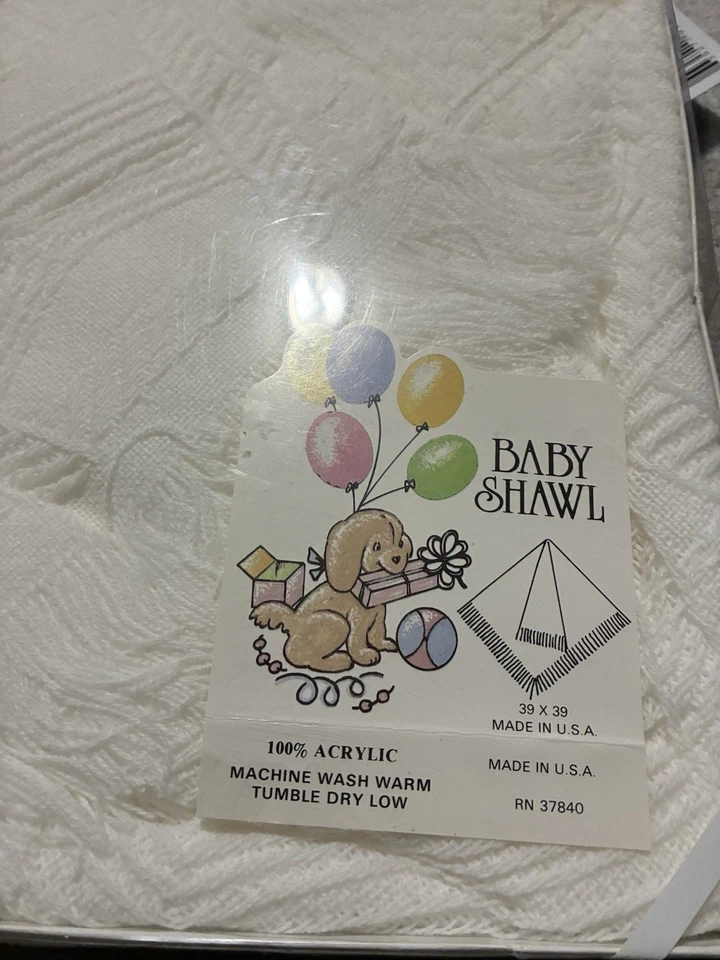 BABY
SHAWL
39 X 39
MADE IN U.S.A.
100% ACRYLIC
MACHINE WASH WARM
TUMBLE DRY LOW
MADE IN U.S.A.
RN 37840